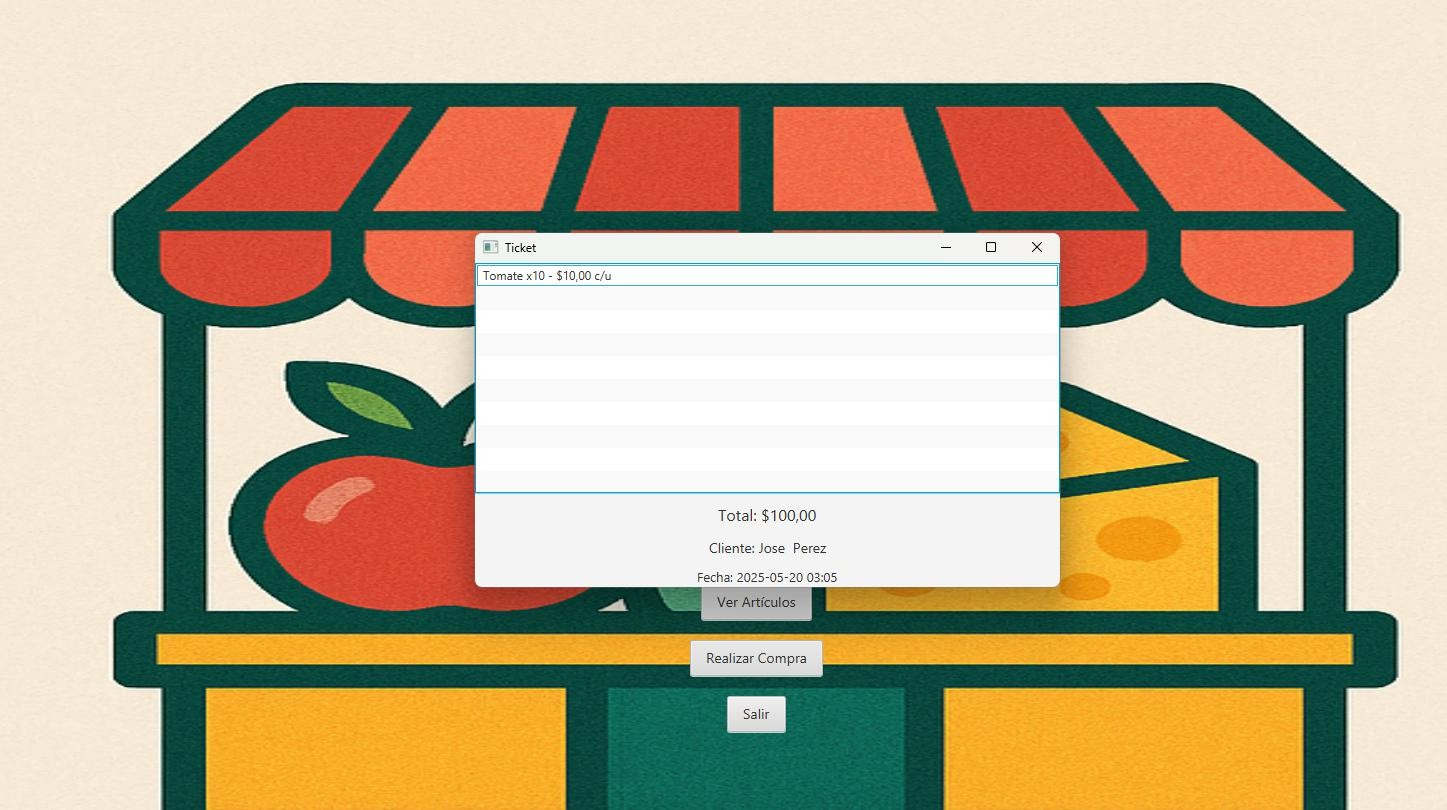 Ticket
Tomate x10 - $10,00 c/u
Total: $100,00
Cliente: Jose  Perez
Fecha: 2025-05-20 03:05
Ver Artículos
Realizar Compra
Salir